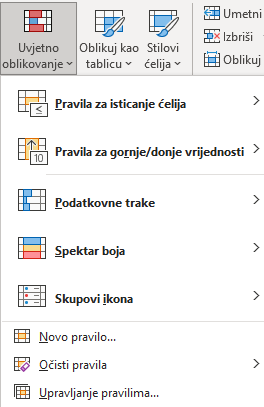 Uvjetno oblikovanje
Oblikuj kao tablicu
Stilovi ćelija
Umetni
Izbriši
Oblikuj
Pravila za isticanje ćelija
Pravila za gornje/donje vrijednosti
10
Podatkovne trake
Spektar boja
Skupovi ikona
Novo pravilo...
Očisti pravila
Upravljanje pravilima...